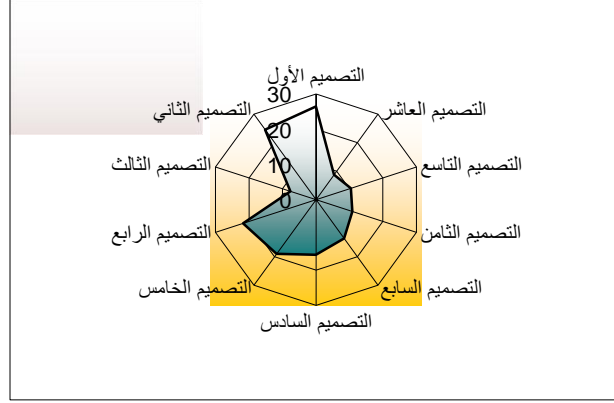 التصميم الأول
30
التصميم العاشر
التصميم الثاني
20
التصميم التاسع
التصميم الثالث
10
0
التصميم الثامن
التصميم الرابع
التصميم السابع
التصميم الخامس
التصميم السادس